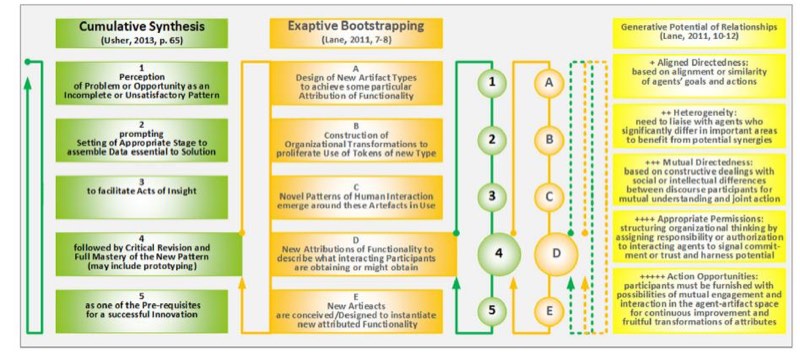 Cumulative Synthesis
(Usher, 2013, p. 65)
1
Perception
of Problem or Opportunity as an
Incomplete or Unsatisfactory Pattern
2
prompting
Setting of Appropriate Stage to
assemble Data essential to Solution
3
to facilitate Acts of Insight
4
followed by Critical Revision and
Full Mastery of the New Pattern
(may include prototyping)
5
as one of the Pre-requisites
for a successful Innovation
Exaptive Bootstrapping
(Lane, 2011, 7-8)
A
Design of New Artifact Types
to achieve some particular
Attribution of Functionality
B
Construction of
Organizational Transformations to
proliferate Use of Tokens of new Type
C
Novel Patterns of Human Interaction
emerge around these Artefacts in Use
D
New Attributions of Functionality to
describe what interacting Participants
are obtaining or might obtain
E
New Artieacts
are conceived/Designed to instantiate
new attributed Functionality
1
2
3
4
5
A
B
C
D
E
Generative Potential of Relationships
(Lane, 2011, 10-12)
+ Aligned Directedness:
based on alignment or similarity
of agents' goals and actions
++ Heterogeneity:
need to liaise with agents who
significantly differ in important areas
to benefit from potential synergies
+++ Mutual Directedness:
based on constructive dealings with
social or intellectual differences
between discourse participants for
mutual understanding and joint action
++++ Appropriate Permissions:
structuring organizational thinking by
assigning responsibility or authorization
to interacting agents to signal commit-
ment or trust and harness potential
+++++ Action Opportunities:
participants must be furnished with
possibilities of mutual engagement and
interaction in the agent-artifact space
for continuous improvement and
fruitful transformations of attributes